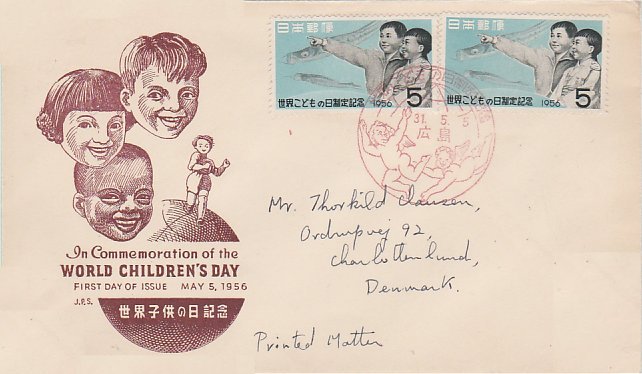 日本郵便
世界こどもの日制定記念 1956 5
日本郵便
世界こどもの日制定記念 1956 5
31. 5. 5
広島
Mr. Thorkild Clausen,
Ordrupvej 92,
Charlottenlund,
Denmark.
Printed Matter
In Commemoration of the
WORLD CHILDREN'S DAY
FIRST DAY OF ISSUE MAY 5, 1956
J.P.S.
世界子供の日記念